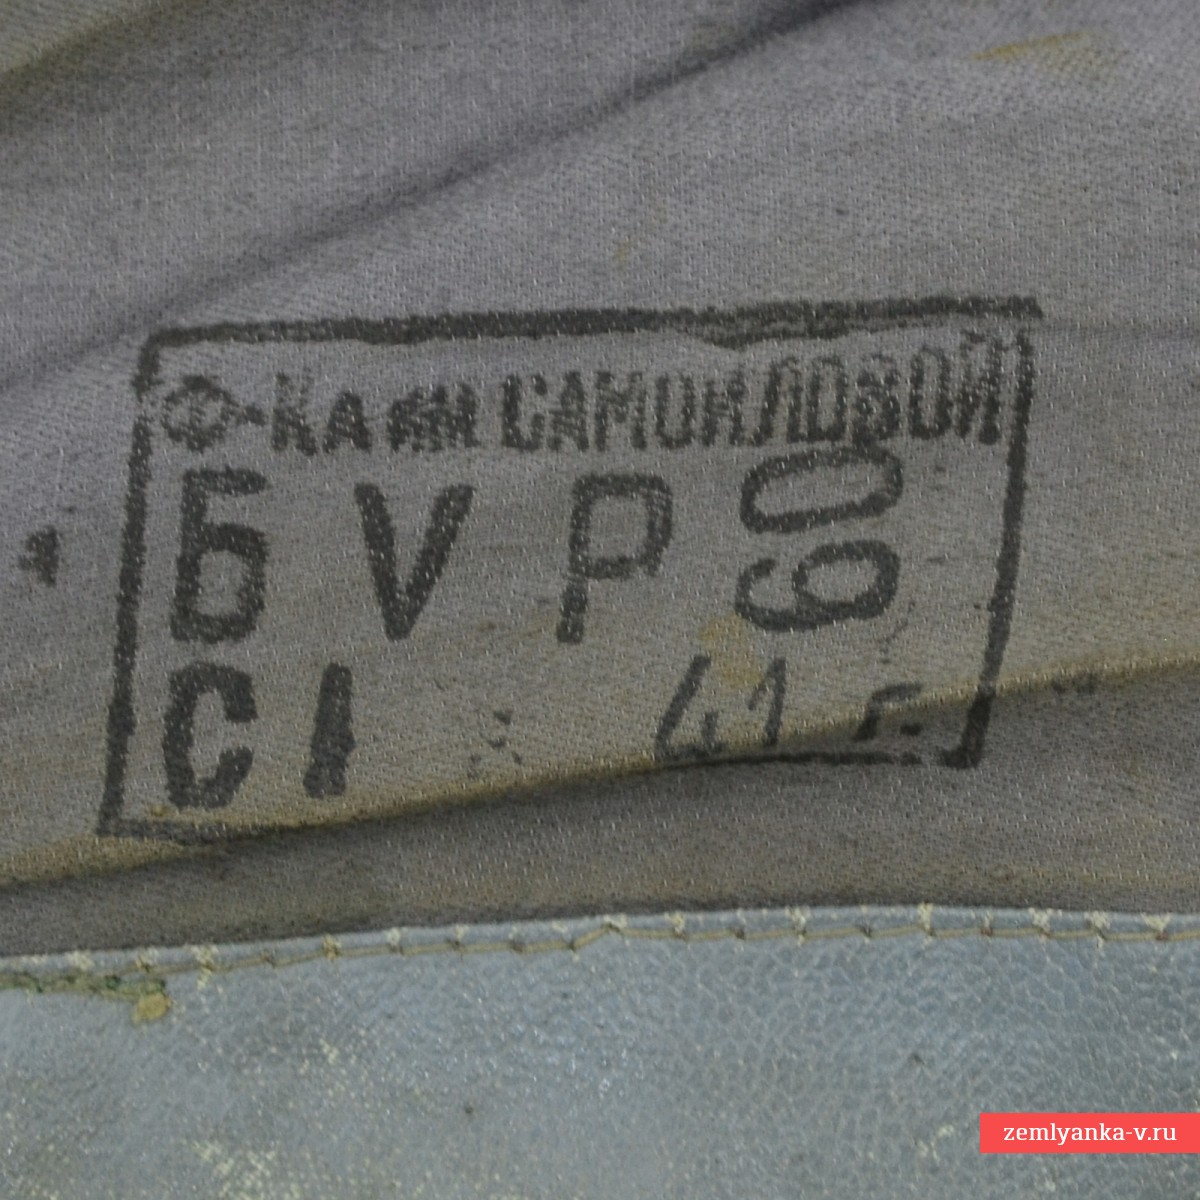 Ф-КА им САМОЙЛОВОЙ
Б V Р 60
С I 41 г.
zemlyanka-v.ru